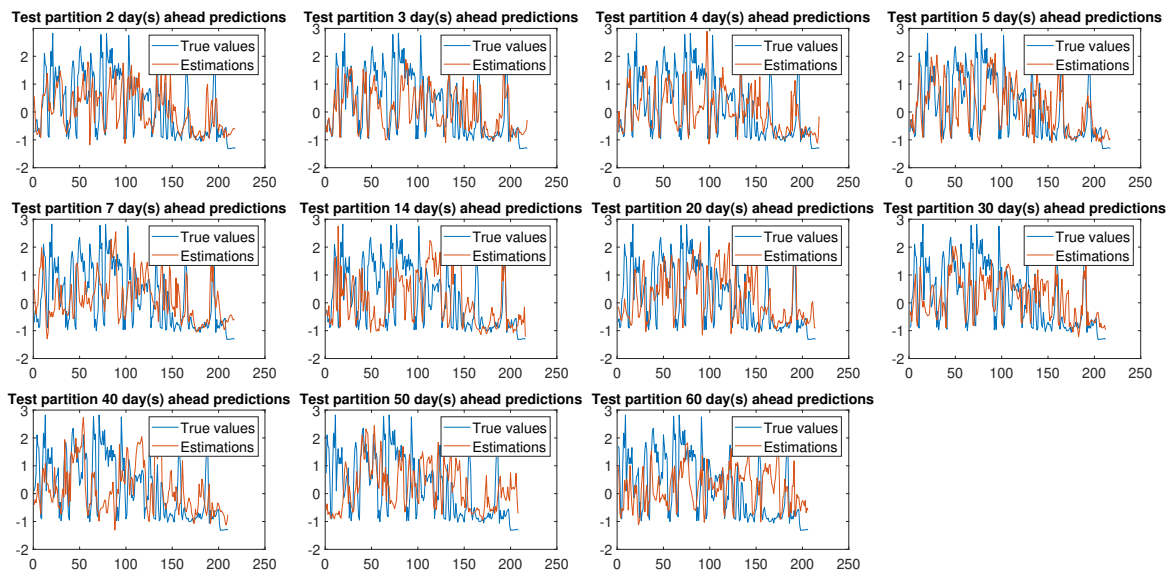 Test partition 2 day(s) ahead predictions
3
2
1
0
-1
-2
True values
Estimations
0 50 100 150 200 250
Test partition 3 day(s) ahead predictions
3
2
1
0
-1
-2
True values
Estimations
0 50 100 150 200 250
Test partition 4 day(s) ahead predictions
3
2
1
0
-1
-2
True values
Estimations
0 50 100 150 200 250
Test partition 5 day(s) ahead predictions
3
2
1
0
-1
-2
True values
Estimations
0 50 100 150 200 250
Test partition 7 day(s) ahead predictions
3
2
1
0
-1
-2
True values
Estimations
0 50 100 150 200 250
Test partition 14 day(s) ahead predictions
3
2
1
0
-1
-2
True values
Estimations
0 50 100 150 200 250
Test partition 20 day(s) ahead predictions
3
2
1
0
-1
-2
True values
Estimations
0 50 100 150 200 250
Test partition 30 day(s) ahead predictions
3
2
1
0
-1
-2
True values
Estimations
0 50 100 150 200 250
Test partition 40 day(s) ahead predictions
3
2
1
0
-1
-2
True values
Estimations
0 50 100 150 200 250
Test partition 50 day(s) ahead predictions
3
2
1
0
-1
-2
True values
Estimations
0 50 100 150 200 250
Test partition 60 day(s) ahead predictions
3
2
1
0
-1
-2
True values
Estimations
0 50 100 150 200 250